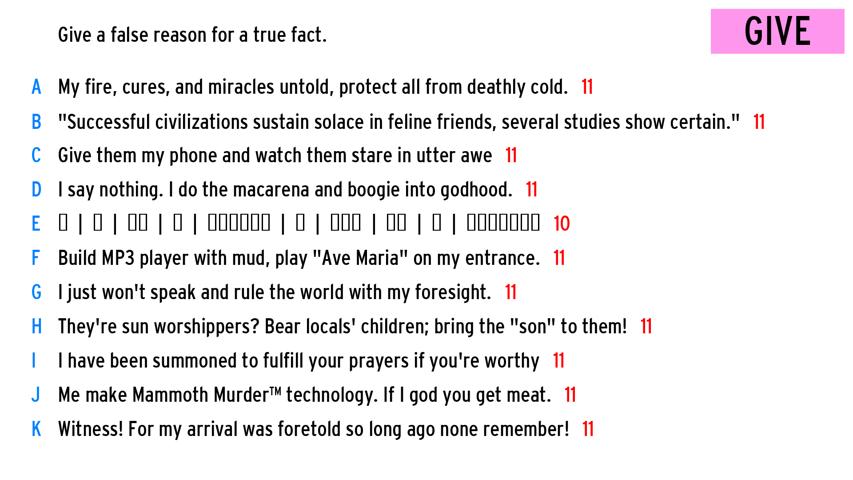 Give a false reason for a true fact.
GIVE
A My fire, cures, and miracles untold, protect all from deathly cold. 11
B "Successful civilizations sustain solace in feline friends, several studies show certain." 11
C Give them my phone and watch them stare in utter awe 11
D I say nothing. I do the macarena and boogie into godhood. 11
E ▯ | ▯ | ▯▯ | ▯ | ▯▯▯▯▯▯ | ▯ | ▯▯▯ | ▯▯ | ▯ | ▯▯▯▯▯▯▯ 10
F Build MP3 player with mud, play "Ave Maria" on my entrance. 11
G I just won't speak and rule the world with my foresight. 11
H They're sun worshippers? Bear locals' children; bring the "son" to them! 11
I I have been summoned to fulfill your prayers if you're worthy 11
J Me make Mammoth Murder™ technology. If I god you get meat. 11
K Witness! For my arrival was foretold so long ago none remember! 11